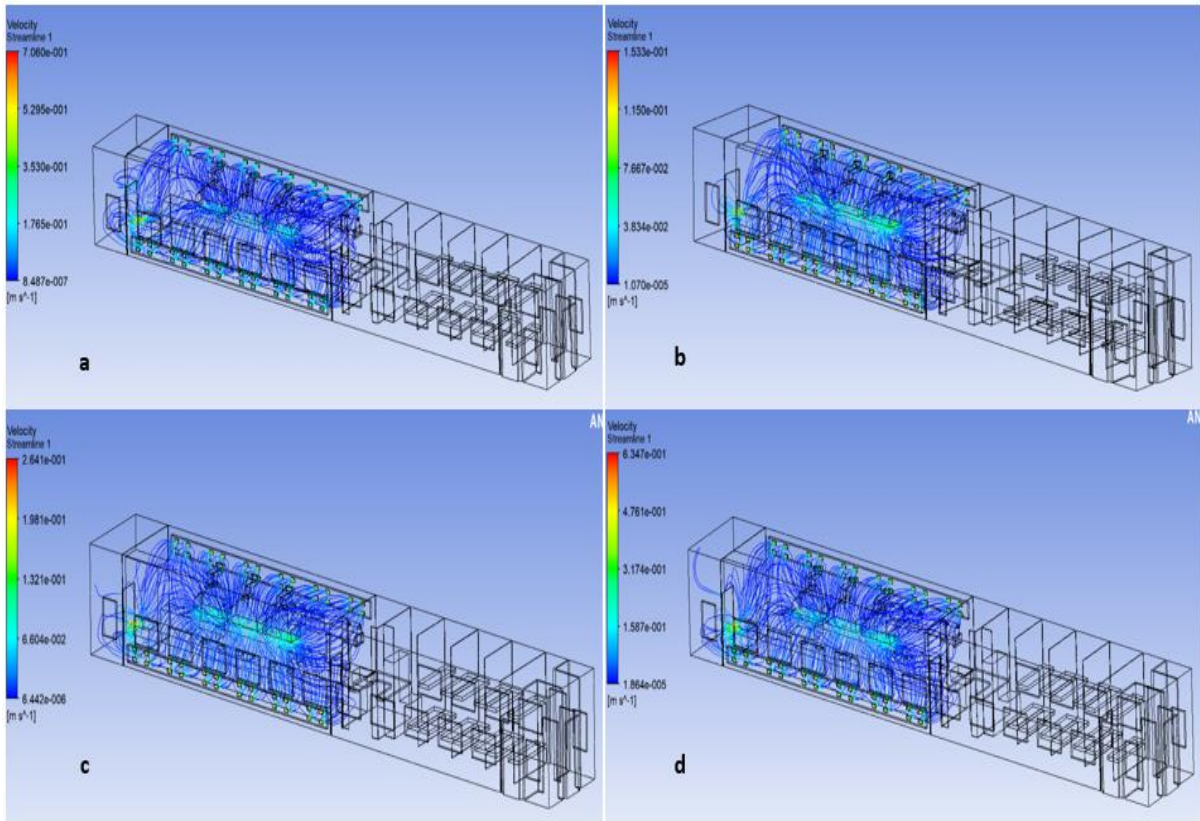 Velocity
Streamline 1
7.060e-001
5.295e-001
3.530e-001
1.765e-001
8.487e-007
[m s^-1]
a
Velocity
Streamline 1
1.533e-001
1.150e-001
7.667e-002
3.834e-002
1.070e-005
[m s^-1]
b
AN
Velocity
Streamline 1
2.641e-001
1.981e-001
1.321e-001
6.604e-002
6.442e-006
[m s^-1]
c
AN
Velocity
Streamline 1
6.347e-001
4.761e-001
3.174e-001
1.587e-001
1.864e-005
[m s^-1]
d